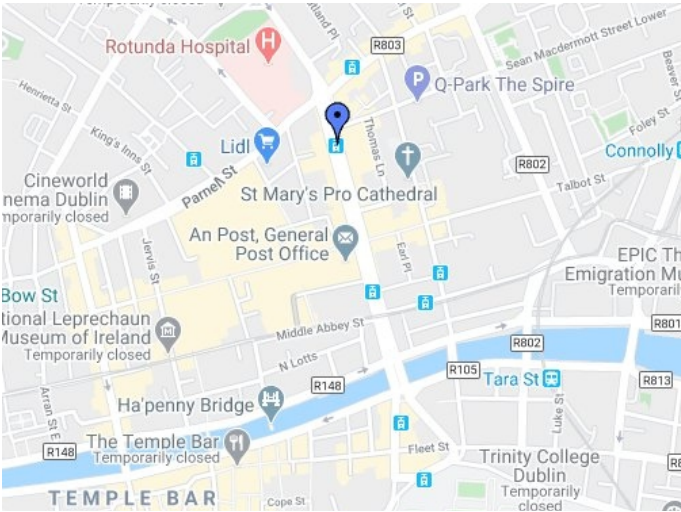 Temporarily closed
Rotunda Hospital
H
R803
Sean Macdermott Street Lower
P
Q-Park The Spire
Beaver St
Henrietta St
King's Inns St
Lidl
Thomas Ln
Foley St
Connolly
R802
Parnell St
Cineworld
nema Dublin
mporarily closed
St Mary's Pro Cathedral
Talbot St
An Post, General
Post Office
Jervis St
Earl Pl
EPIC Th
Emigration Mu
Temporaril
Bow St
tional Leprechaun
Museum of Ireland
Temporarily closed
Middle Abbey St
R801
R802
N Lotts
R148
R105
Tara St
R813
Arran St E
Ha'penny Bridge
Luke St
The Temple Bar
Temporarily closed
R148
Fleet St
Trinity College
Dublin
Temporarily
closed
TEMPLE BAR
Cope St